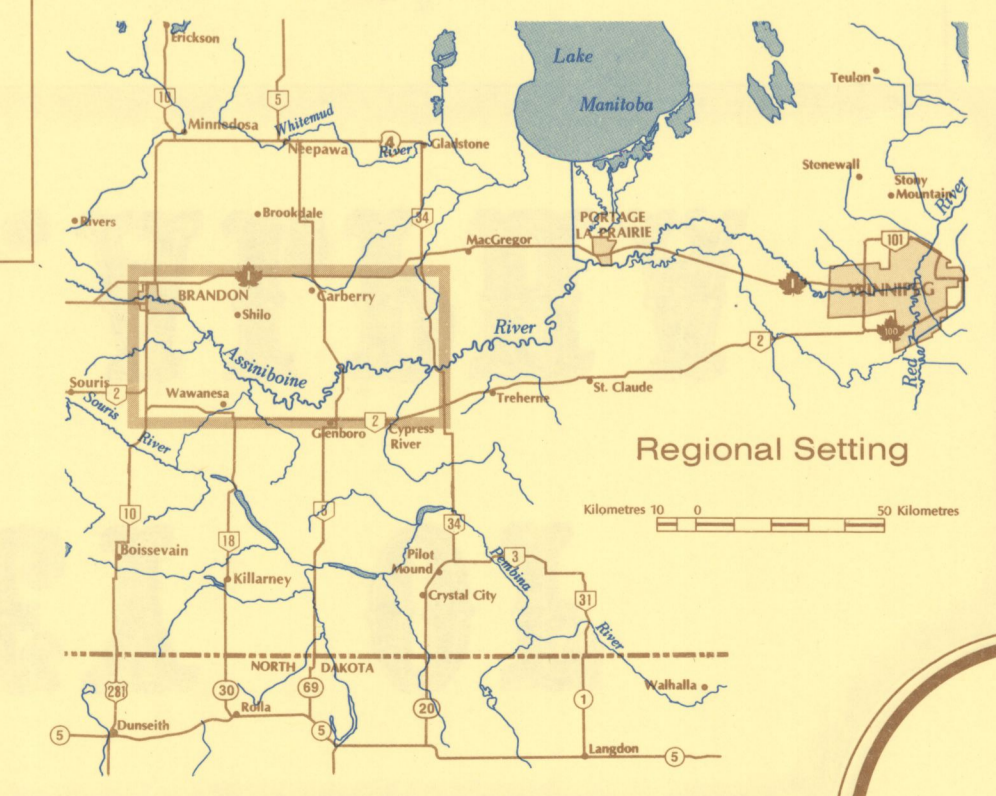 Erickson
Lake
Teulon
10
5
Manitoba
Minnedosa
Whitemud
Neepawa
4
River
Gladstone
Stonewall
Stony
Mountain
River
Rivers
Brookdale
34
PORTAGE
LA PRAIRIE
MacGregor
101
1
1
BRANDON
Carberry
WINNIPEG
Shilo
River
100
2
Assiniboine
Red
Souris
2
Wawanesa
St. Claude
Treherne
Souris
River
Glenboro
2
Cypress
River
Regional Setting
10
5
Kilometres 10 0 50 Kilometres
34
18
Boissevain
Pilot
Mound
3
Pembina
Killarney
Crystal City
31
River
NORTH DAKOTA
281
30
69
Walhalla
20
1
Rolla
Dunseith
5
5
Langdon
5